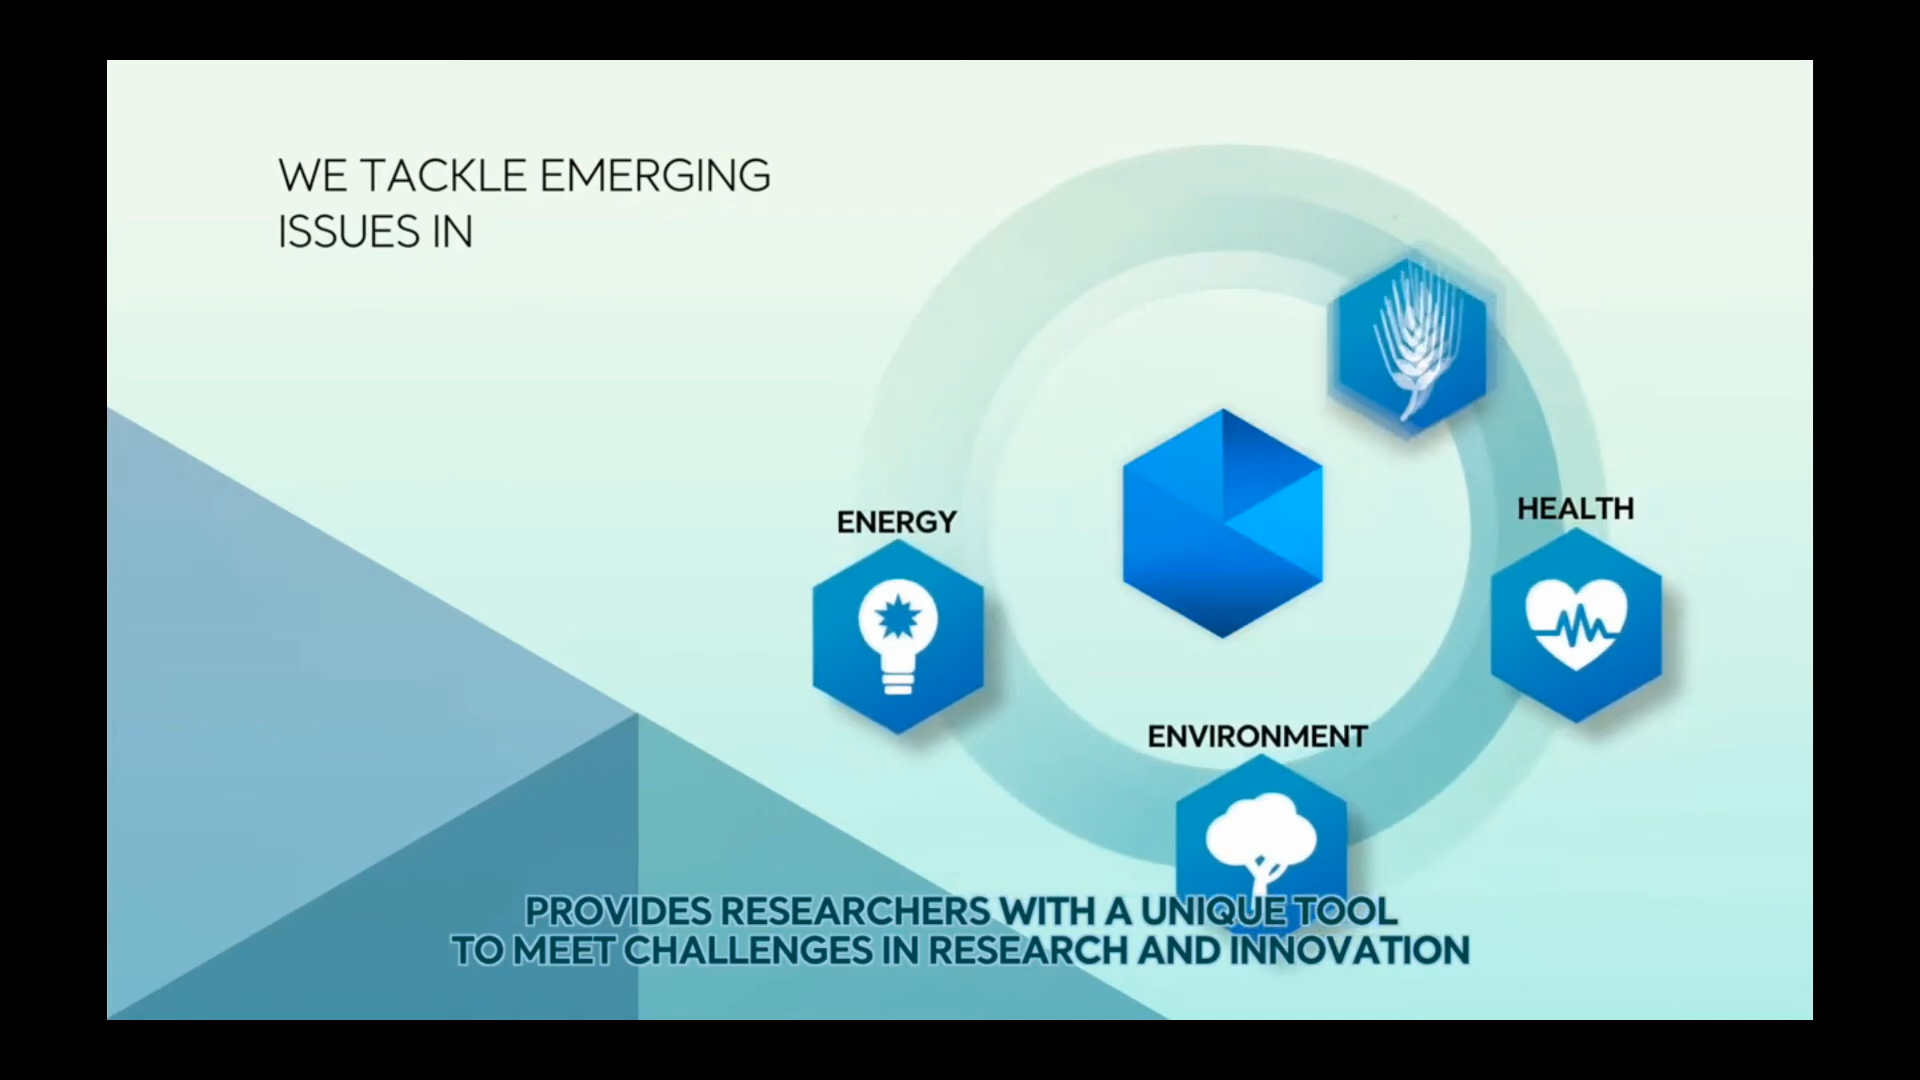 WE TACKLE EMERGING
ISSUES IN
HEALTH
ENERGY
ENVIRONMENT
PROVIDES RESEARCHERS WITH A UNIQUE TOOL
TO MEET CHALLENGES IN RESEARCH AND INNOVATION